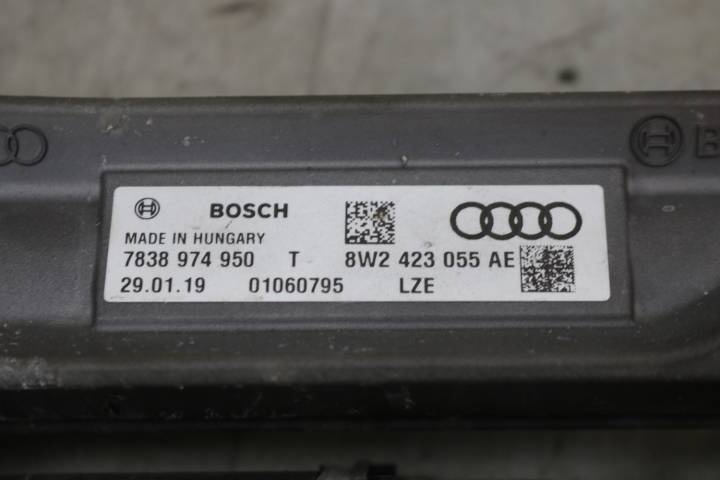 BOSCH
MADE IN HUNGARY
7838 974 950 T 8W2 423 055 AE
29.01.19 01060795 LZE
B